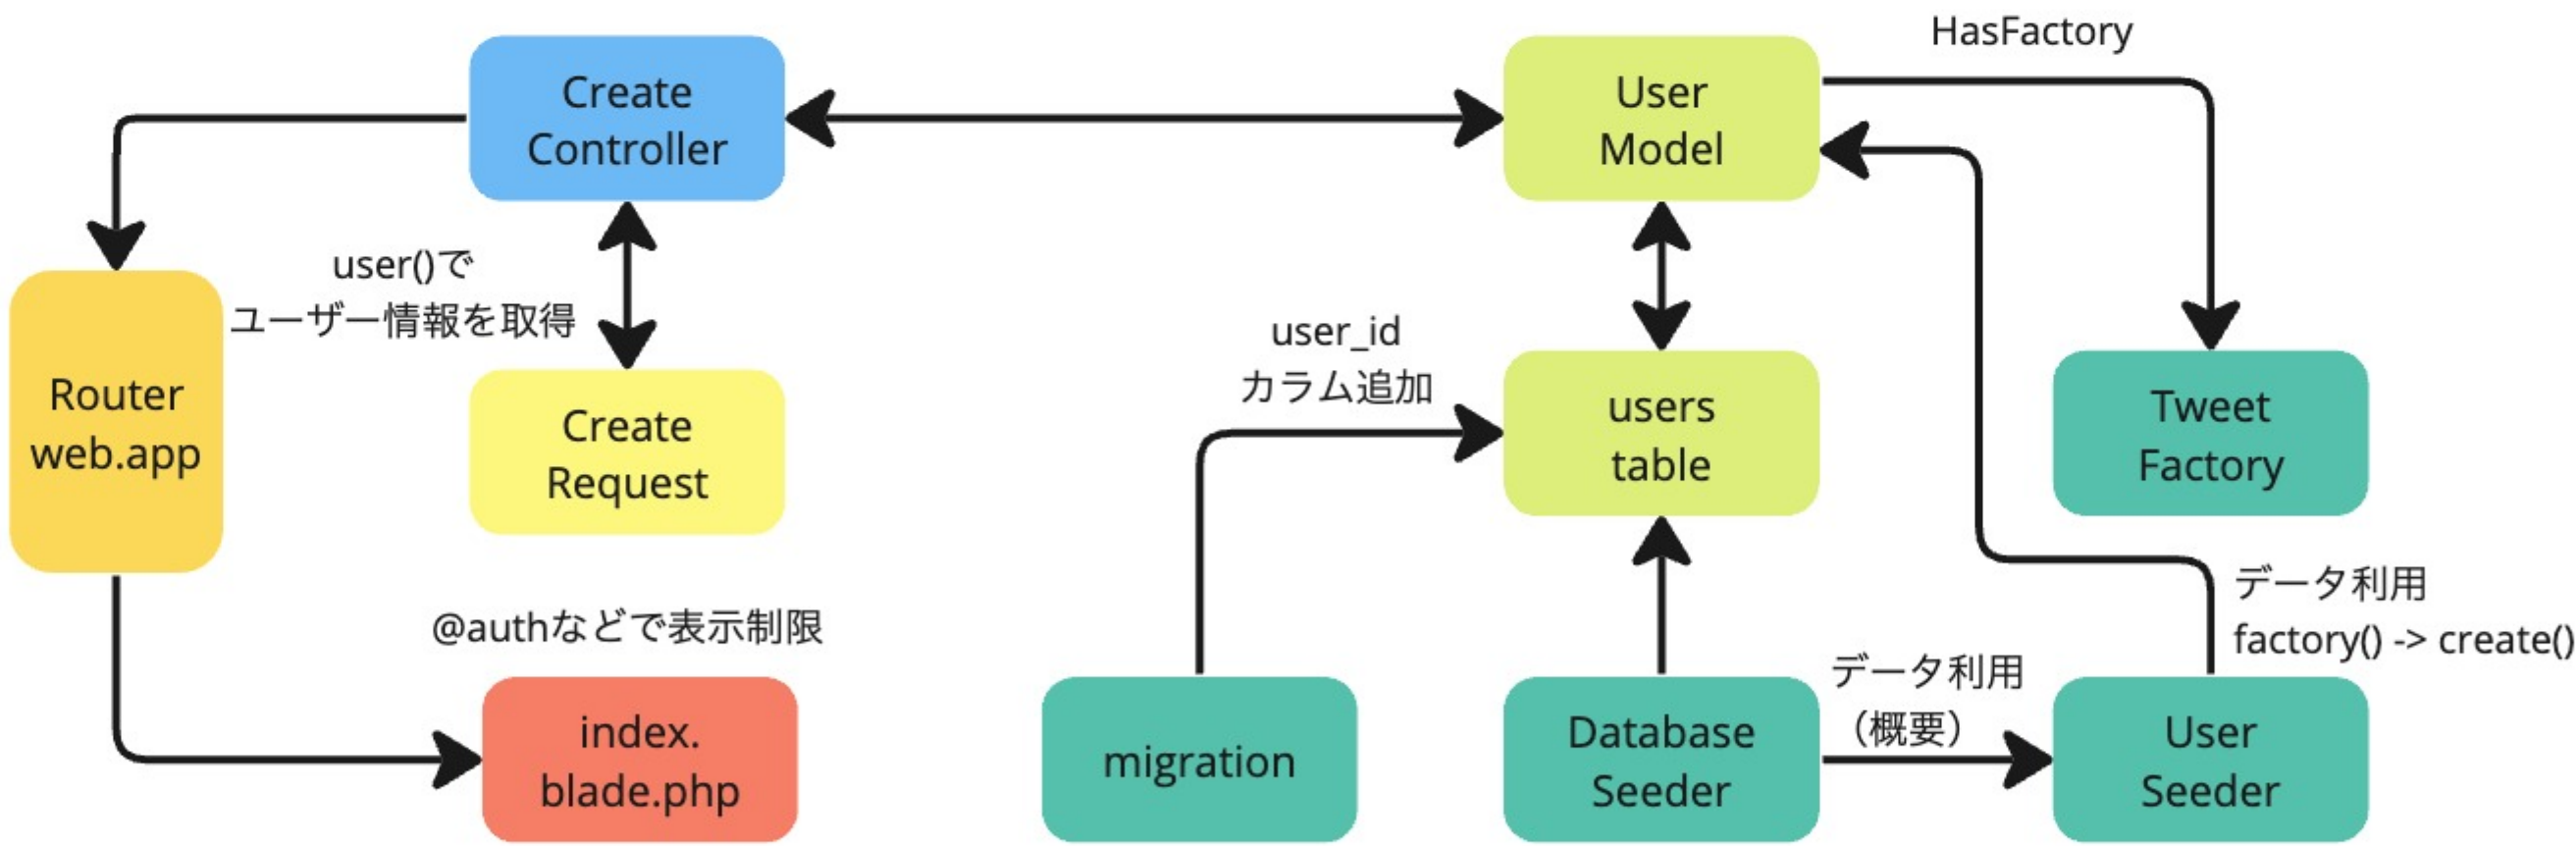 HasFactory
Create
Controller
User
Model
user()で
ユーザー情報を取得
Router
web.app
Create
Request
user_id
カラム追加
users
table
Tweet
Factory
@authなどで表示制限
データ利用
factory() -> create()
index.
blade.php
migration
Database
Seeder
データ利用
（概要）
User
Seeder